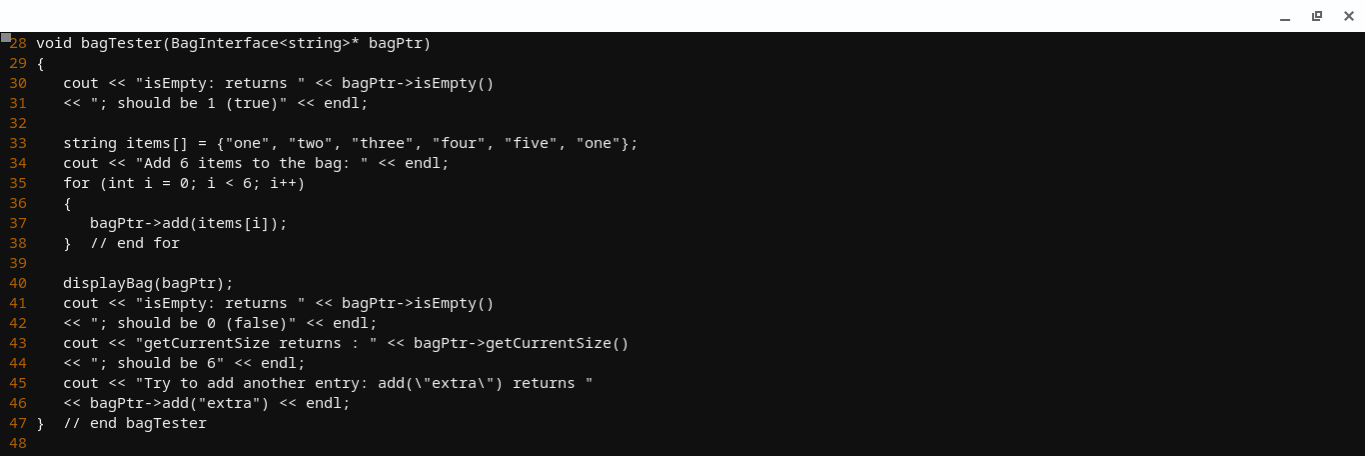 28 void bagTester(BagInterface<string>* bagPtr)
29 {
30    cout << "isEmpty: returns " << bagPtr->isEmpty()
31    << "; should be 1 (true)" << endl;
32
33    string items[] = {"one", "two", "three", "four", "five", "one"};
34    cout << "Add 6 items to the bag: " << endl;
35    for (int i = 0; i < 6; i++)
36    {
37       bagPtr->add(items[i]);
38    }  // end for
39
40    displayBag(bagPtr);
41    cout << "isEmpty: returns " << bagPtr->isEmpty()
42    << "; should be 0 (false)" << endl;
43    cout << "getCurrentSize returns : " << bagPtr->getCurrentSize()
44    << "; should be 6" << endl;
45    cout << "Try to add another entry: add(\"extra\") returns "
46    << bagPtr->add("extra") << endl;
47 }  // end bagTester
48